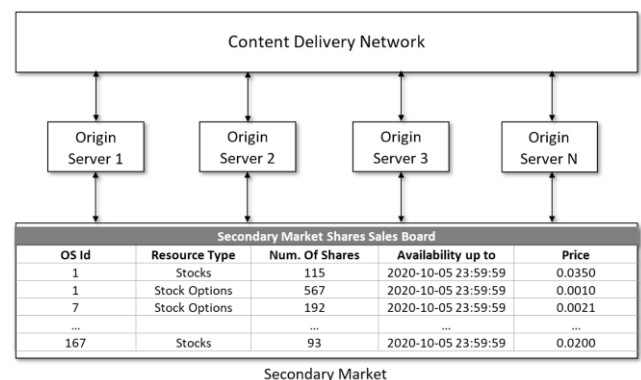 Content Delivery Network
Origin Server 1
Origin Server 2
Origin Server 3
Origin Server N
Secondary Market Shares Sales Board
OS Id Resource Type Num. Of Shares Availability up to Price
1 Stocks 115 2020-10-05 23:59:59 0.0350
1 Stock Options 567 2020-10-05 23:59:59 0.0010
7 Stock Options 192 2020-10-05 23:59:59 0.0021
... ... ... ...
167 Stocks 93 2020-10-05 23:59:59 0.0200
Secondary Market